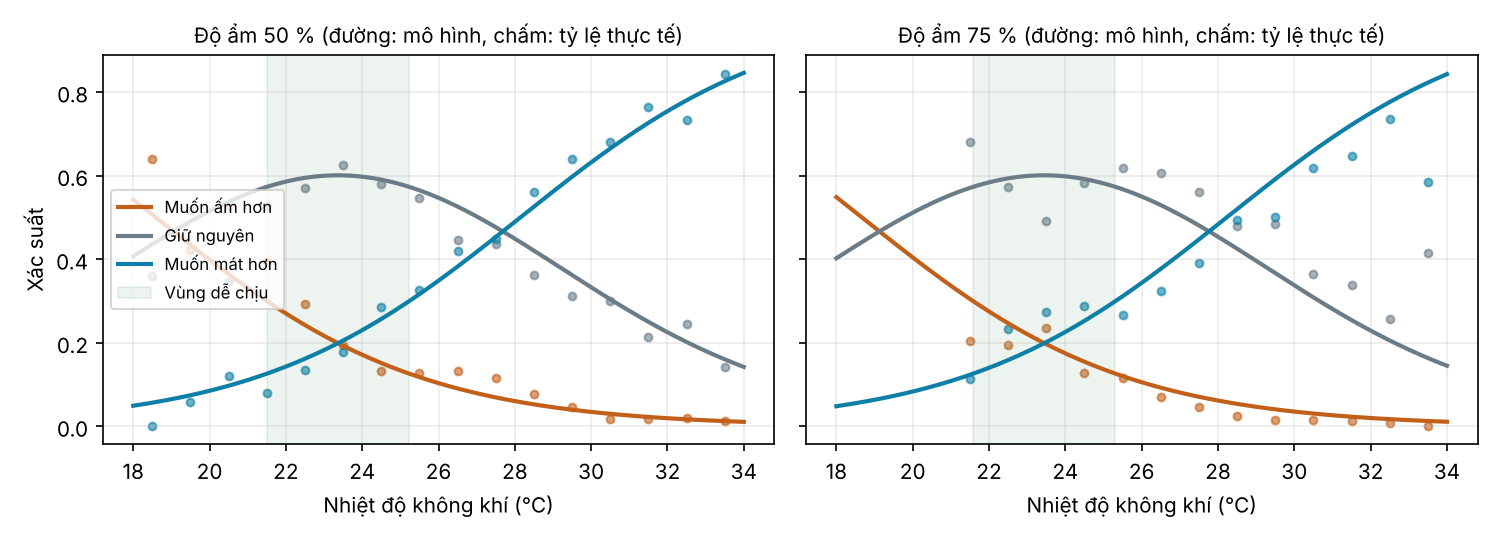 Độ ẩm 50 % (đường: mô hình, chấm: tỷ lệ thực tế)
Xác suất
0.8
0.6
0.4
0.2
0.0
Muốn ấm hơn
Giữ nguyên
Muốn mát hơn
Vùng dễ chịu
18 20 22 24 26 28 30 32 34
Nhiệt độ không khí (°C)
Độ ẩm 75 % (đường: mô hình, chấm: tỷ lệ thực tế)
18 20 22 24 26 28 30 32 34
Nhiệt độ không khí (°C)